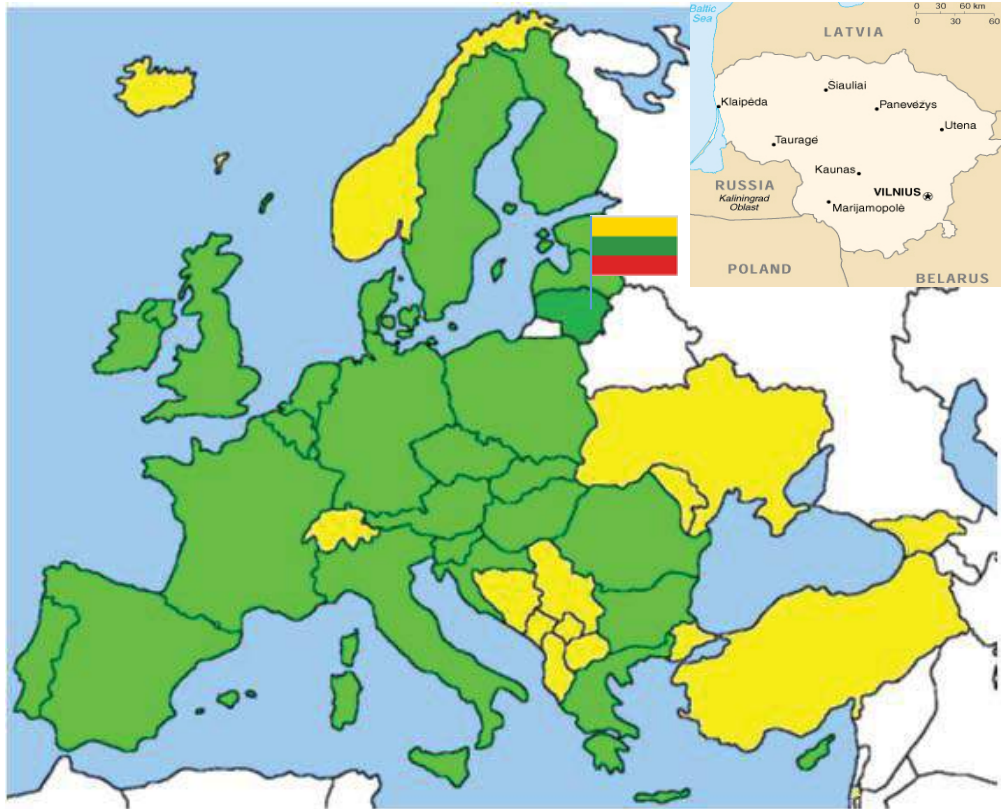 Baltic
Sea
0 30 60 km
0 30 60
LATVIA
Šiauliai
Klaipėda
Panevėžys
Utena
Tauragė
Kaunas
RUSSIA
Kaliningrad
Oblast
VILNIUS
Marijamopolė
POLAND
BELARUS